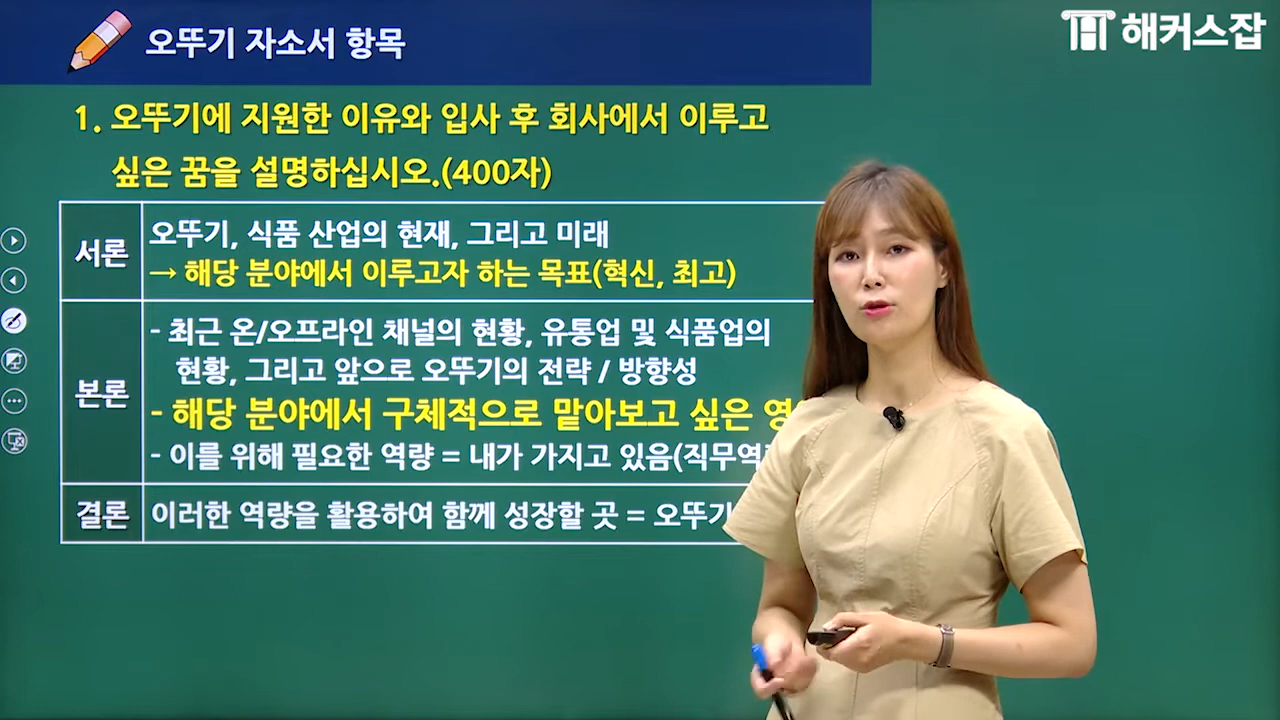 오뚜기 자소서 항목
해커스잡
1. 오뚜기에 지원한 이유와 입사 후 회사에서 이루고
싶은 꿈을 설명하십시오.(400자)
서론
오뚜기, 식품 산업의 현재, 그리고 미래
→ 해당 분야에서 이루고자 하는 목표(혁신, 최고)
본론
- 최근 온/오프라인 채널의 현황, 유통업 및 식품업의
현황, 그리고 앞으로 오뚜기의 전략 / 방향성
- 해당 분야에서 구체적으로 맡아보고 싶은
- 이를 위해 필요한 역량 = 내가 가지고 있음(직무역
결론
이러한 역량을 활용하여 함께 성장할 곳 = 오뚜기